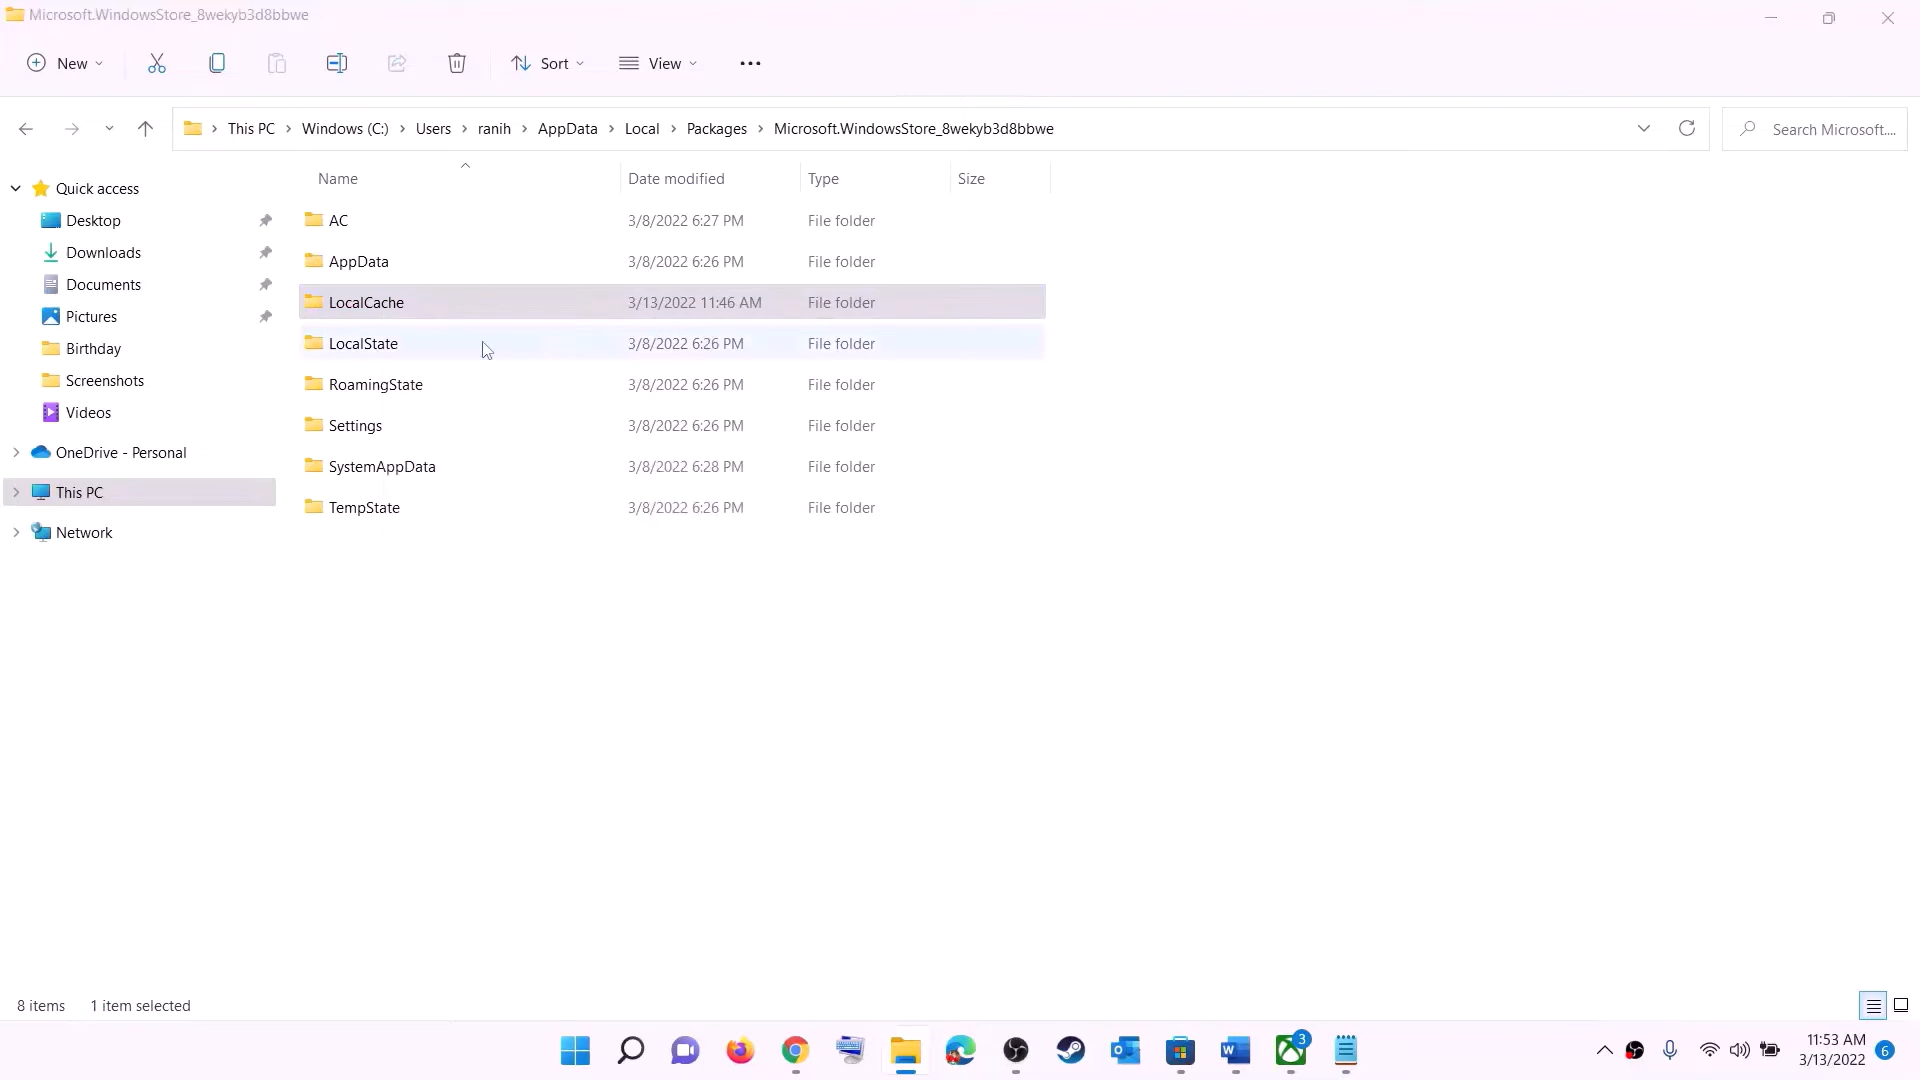 Microsoft.WindowsStore_8wekyb3d8bbwe
New Sort View
This PC Windows (C:) Users ranih AppData Local Packages Microsoft.WindowsStore_8wekyb3d8bbwe Search Microsoft....
Name Date modified Type Size
Quick access
Desktop
Downloads
Documents
Pictures
Birthday
Screenshots
Videos
OneDrive - Personal
This PC
Network
AC 3/8/2022 6:27 PM File folder
AppData 3/8/2022 6:26 PM File folder
LocalCache 3/13/2022 11:46 AM File folder
LocalState 3/8/2022 6:26 PM File folder
RoamingState 3/8/2022 6:26 PM File folder
Settings 3/8/2022 6:26 PM File folder
SystemAppData 3/8/2022 6:28 PM File folder
TempState 3/8/2022 6:26 PM File folder
8 items 1 item selected
3
11:53 AM
3/13/2022 6